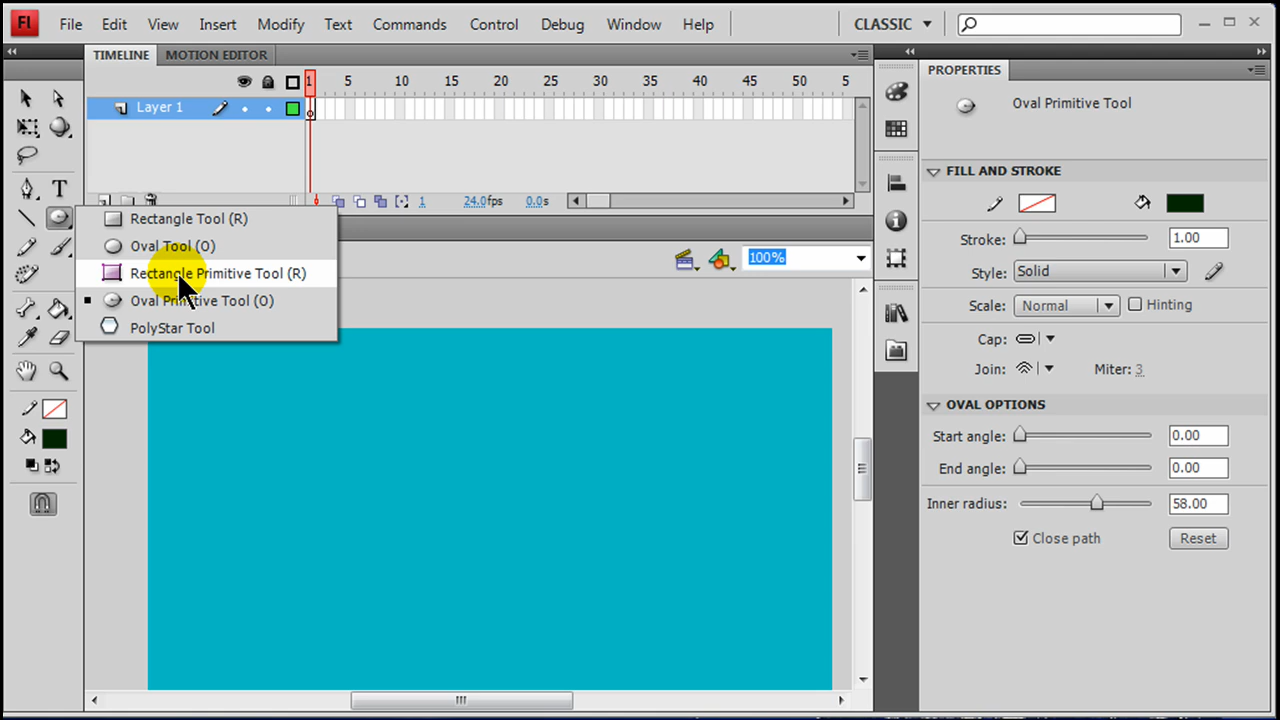 Fl File Edit View Insert Modify Text Commands Control Debug Window Help CLASSIC
TIMELINE MOTION EDITOR
1 5 10 15 20 25 30 35 40 45 50 5
Layer 1
1 24.0fps 0.0s
Rectangle Tool (R)
Oval Tool (O)
Rectangle Primitive Tool (R)
Oval Primitive Tool (O)
PolyStar Tool
100%
PROPERTIES
Oval Primitive Tool
FILL AND STROKE
Stroke: 1.00
Style: Solid
Scale: Normal Hinting
Cap:
Join: Miter: 3
OVAL OPTIONS
Start angle: 0.00
End angle: 0.00
Inner radius: 58.00
Close path Reset